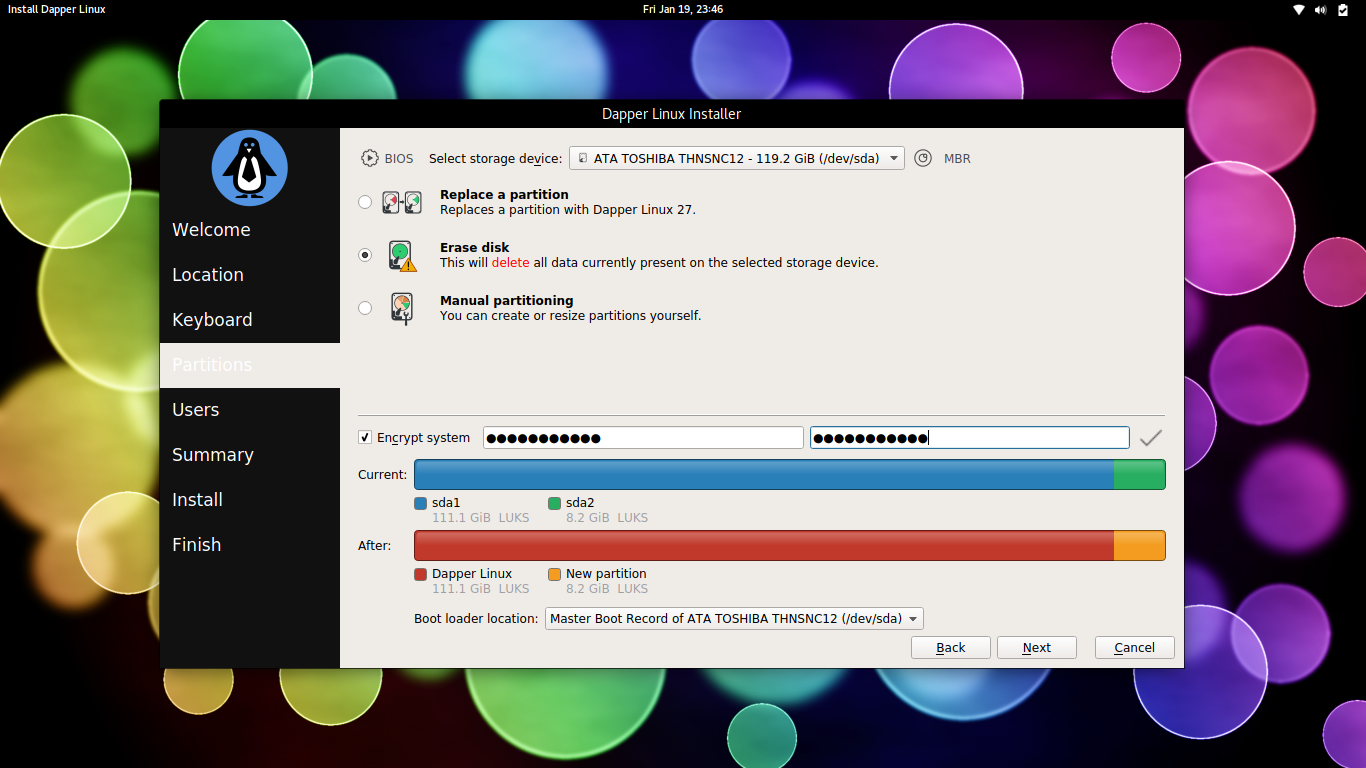 Install Dapper Linux
Fri Jan 19, 23:46
Dapper Linux Installer
Welcome
Location
Keyboard
Partitions
Users
Summary
Install
Finish
BIOS Select storage device: ATA TOSHIBA THNSNC12 - 119.2 GiB (/dev/sda) MBR
Replace a partition
Replaces a partition with Dapper Linux 27.
Erase disk
This will delete all data currently present on the selected storage device.
Manual partitioning
You can create or resize partitions yourself.
Encrypt system ●●●●●●●●●●● ●●●●●●●●●●●
Current:
sda1 sda2
111.1 GiB LUKS 8.2 GiB LUKS
After:
Dapper Linux New partition
111.1 GiB LUKS 8.2 GiB LUKS
Boot loader location: Master Boot Record of ATA TOSHIBA THNSNC12 (/dev/sda)
Back Next Cancel